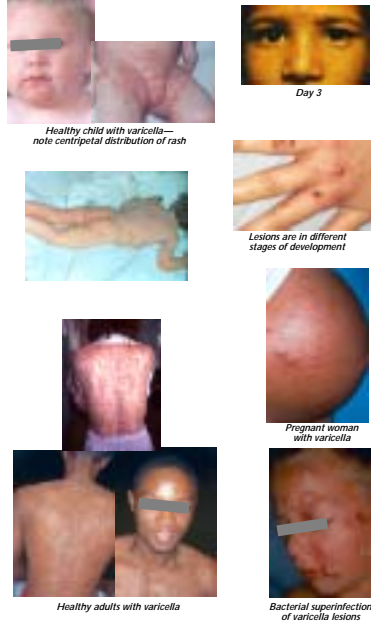 Healthy child with varicella—
note centripetal distribution of rash
Day 3
Lesions are in different
stages of development
Pregnant woman
with varicella
Healthy adults with varicella
Bacterial superinfection
of varicella lesions